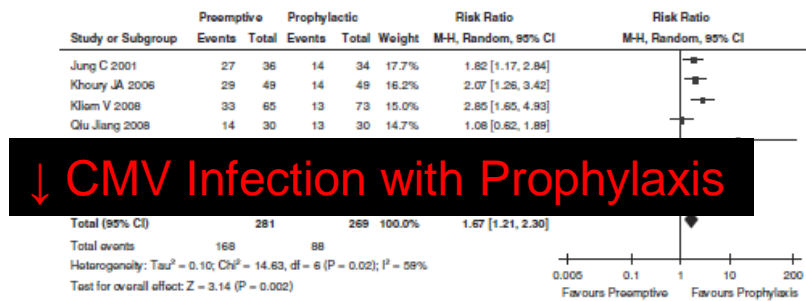 Preemptive Prophylactic Risk Ratio Risk Ratio
Study or Subgroup Events Total Events Total Weight M-H, Random, 95% CI M-H, Random, 95% CI
Jung C 2001 27 36 14 34 17.7% 1.82 [1.17, 2.84]
Khoury JA 2006 29 49 14 49 16.2% 2.07 [1.26, 3.42]
Kliem V 2008 33 65 13 73 15.0% 2.85 [1.65, 4.93]
Qiu Jiang 2008 14 30 13 30 14.7% 1.08 [0.62, 1.89]
↓ CMV Infection with Prophylaxis
Total (95% CI) 281 269 100.0% 1.67 [1.21, 2.30]
Total events 168 88
Heterogeneity: Tau² = 0.10; Chi² = 14.63, df = 6 (P = 0.02); I² = 59%
Test for overall effect: Z = 3.14 (P = 0.002)
0.005 0.1 1 10 200
Favours Preemptive Favours Prophylaxis